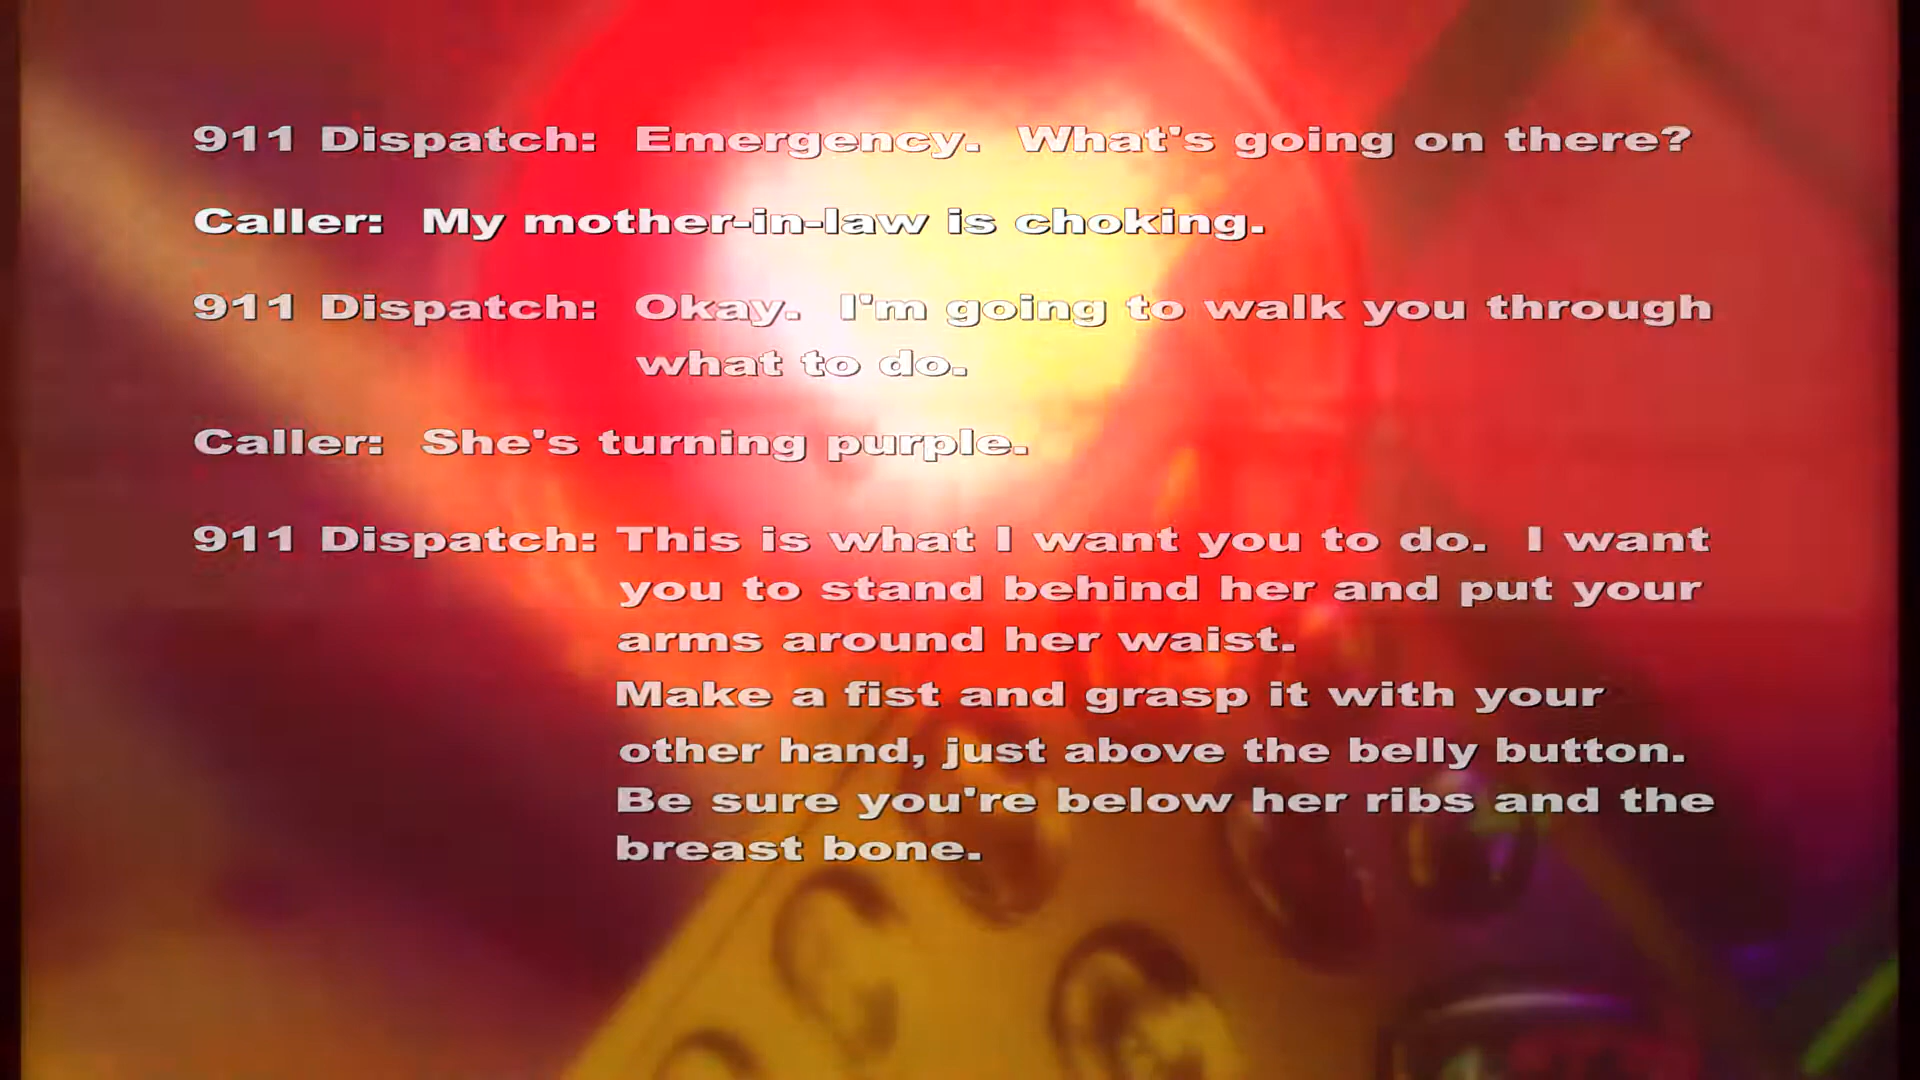 911 Dispatch: Emergency. What's going on there?
Caller: My mother-in-law is choking.
911 Dispatch: Okay. I'm going to walk you through
what to do.
Caller: She's turning purple.
911 Dispatch: This is what I want you to do. I want
you to stand behind her and put your
arms around her waist.
Make a fist and grasp it with your
other hand, just above the belly button.
Be sure you're below her ribs and the
breast bone.